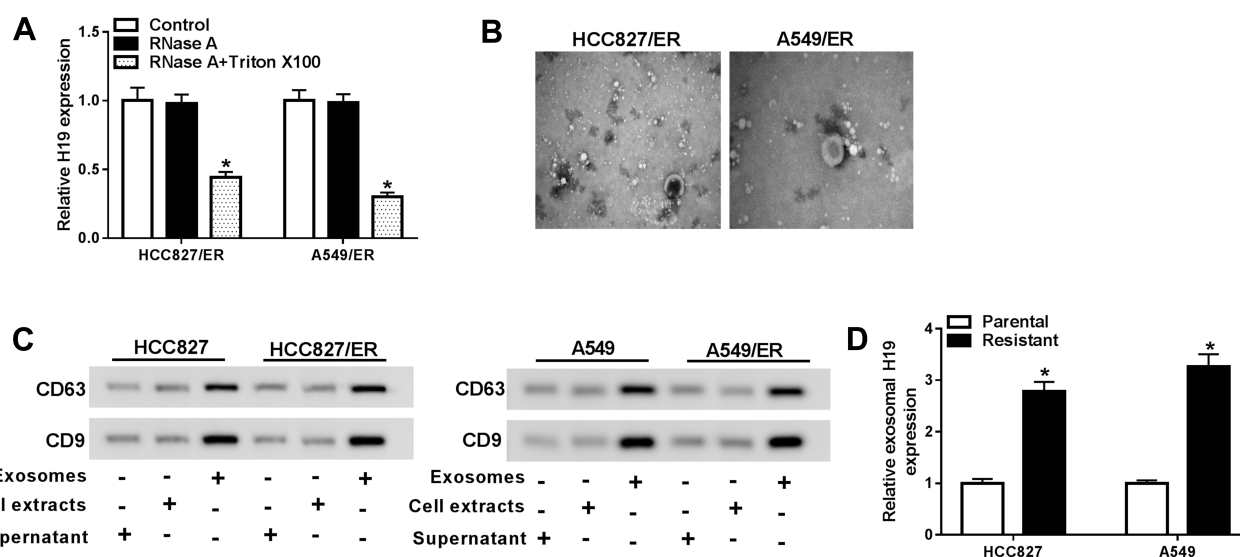 A
Relative H19 expression
1.5
1.0
0.5
0.0
Control
RNase A
RNase A+Triton X100
*
*
HCC827/ER
A549/ER
B
HCC827/ER
A549/ER
C
HCC827
HCC827/ER
CD63
CD9
Exosomes - - + - - +
l extracts - + - - + -
pernatant + - - + - -
A549
A549/ER
CD63
CD9
Exosomes - - + - - +
Cell extracts - + - - + -
Supernatant + - - + - -
D
Relative exosomal H19
expression
4
3
2
1
0
Parental
Resistant
*
*
HCC827
A549